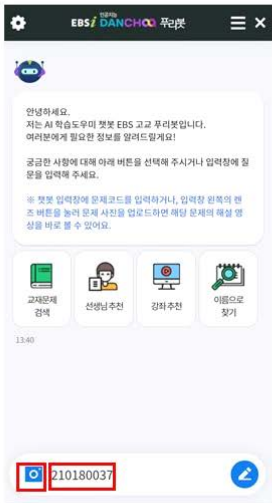 EBSi 인공지능 DANCHOO 푸리봇
안녕하세요.
저는 AI 학습도우미 챗봇 EBS 고교 푸리봇입니다.
여러분에게 필요한 정보를 알려드릴게요!
궁금한 사항에 대해 아래 버튼을 선택해 주시거나 입력창에 질
문을 입력해 주세요.
※ 챗봇 입력창에 문제코드를 입력하거나, 입력창 왼쪽의 렌
즈 버튼을 눌러 문제 사진을 업로드하면 해당 문제의 해설 영
상을 바로 볼 수 있어요.
교재문제
검색
선생님 추천
강좌 추천
이름으로
찾기
13:40
210180037